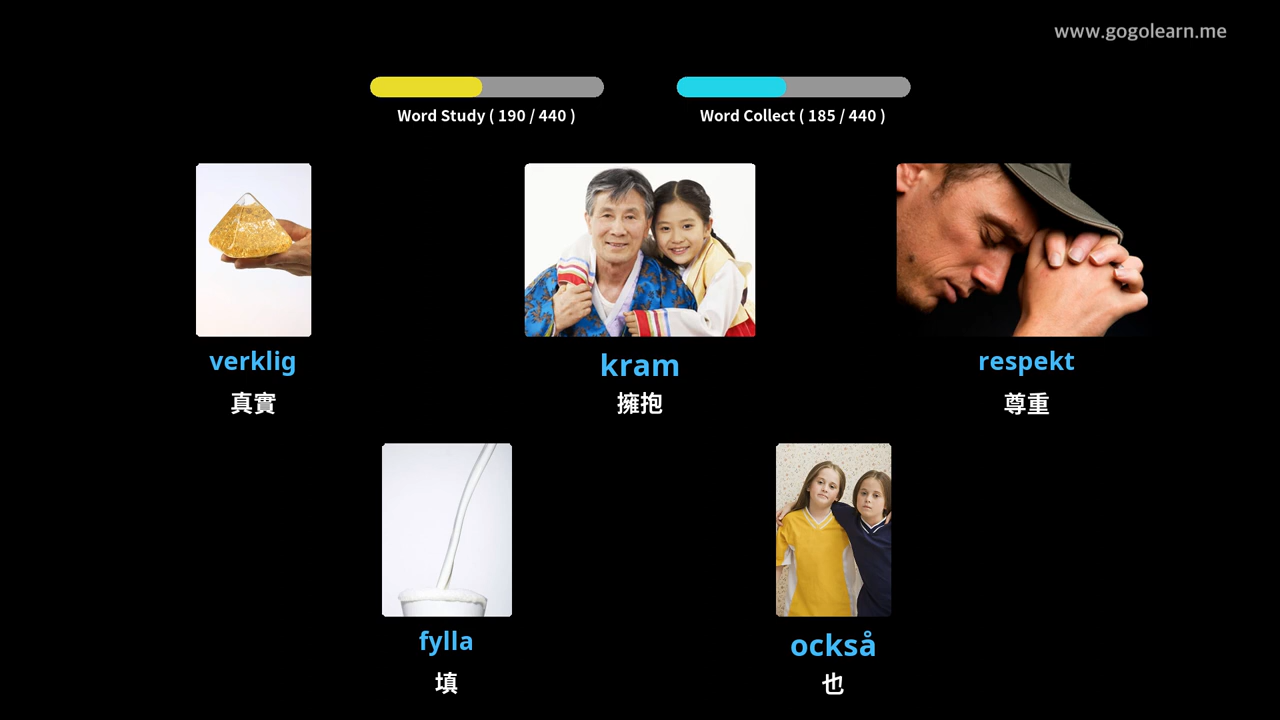 www.gogolearn.me
Word Study ( 190 / 440 )
Word Collect ( 185 / 440 )
verklig
真實
kram
擁抱
respekt
尊重
fylla
填
också
也